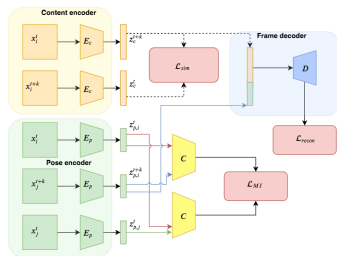 Content encoder
Frame decoder
x_i^t
E_c
z_c^{t+k}
x_i^{t+k}
E_c
z_c^t
L_sim
D
L_recon
x_i^t
E_p
z_{p,i}^t
Pose encoder
x_j^{t+k}
E_p
z_{p,i}^{t+k}
C
x_j^t
E_p
z_{p,j}^t
C
L_MI